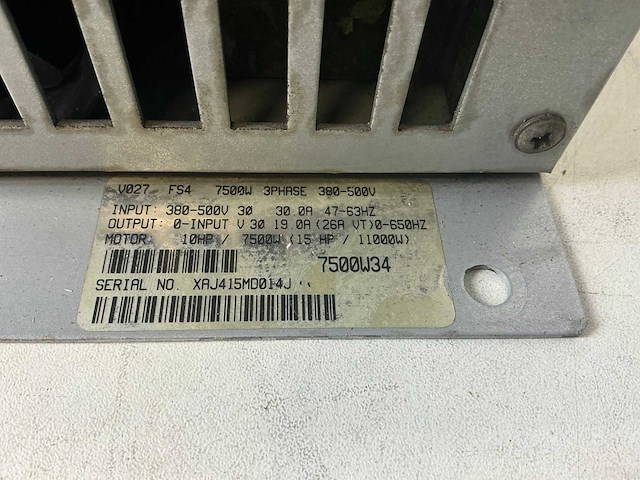 V027 FS4 7500W 3PHASE 380-500V
INPUT: 380-500V 30 30.0A 47-63HZ
OUTPUT: 0-INPUT V 30 19.0A (26A VT)0-650HZ
MOTOR: 10HP / 7500W (15 HP / 11000W)
7500W34
SERIAL NO. XAJ415MD014J